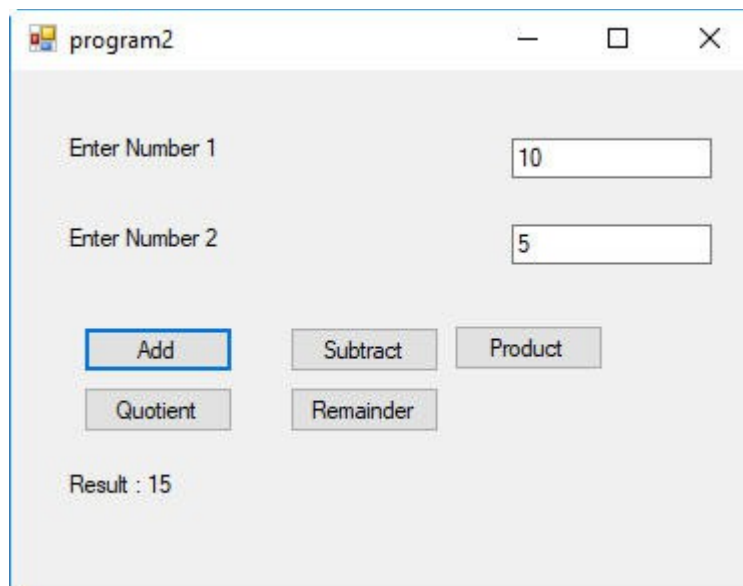 program2
Enter Number 1
10
Enter Number 2
5
Add Subtract Product
Quotient Remainder
Result : 15